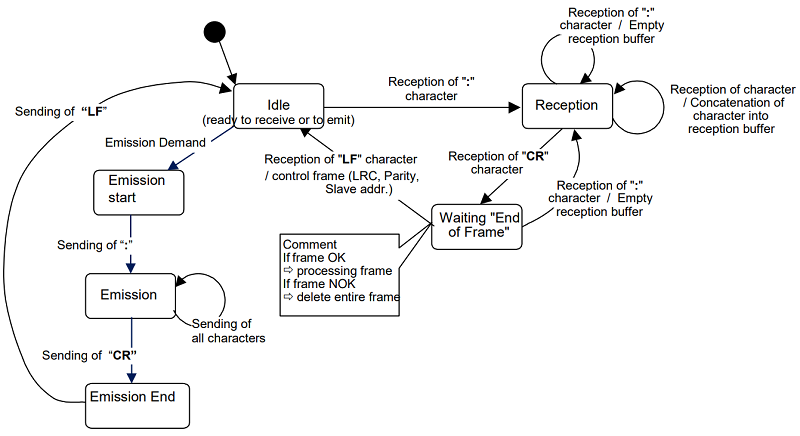 Reception of ":"
character / Empty
reception buffer
Sending of “LF”
Idle
(ready to receive or to emit)
Reception of ":"
character
Reception
Reception of character
/ Concatenation of
character into
reception buffer
Emission Demand
Reception of "LF" character
/ control frame (LRC, Parity,
Slave addr.)
Reception of "CR"
character
Emission
start
Reception of ":"
character / Empty
reception buffer
Waiting "End
of Frame"
Sending of “:”
Comment
If frame OK
⇨ processing frame
If frame NOK
⇨ delete entire frame
Emission
Sending of
all characters
Sending of “CR”
Emission End